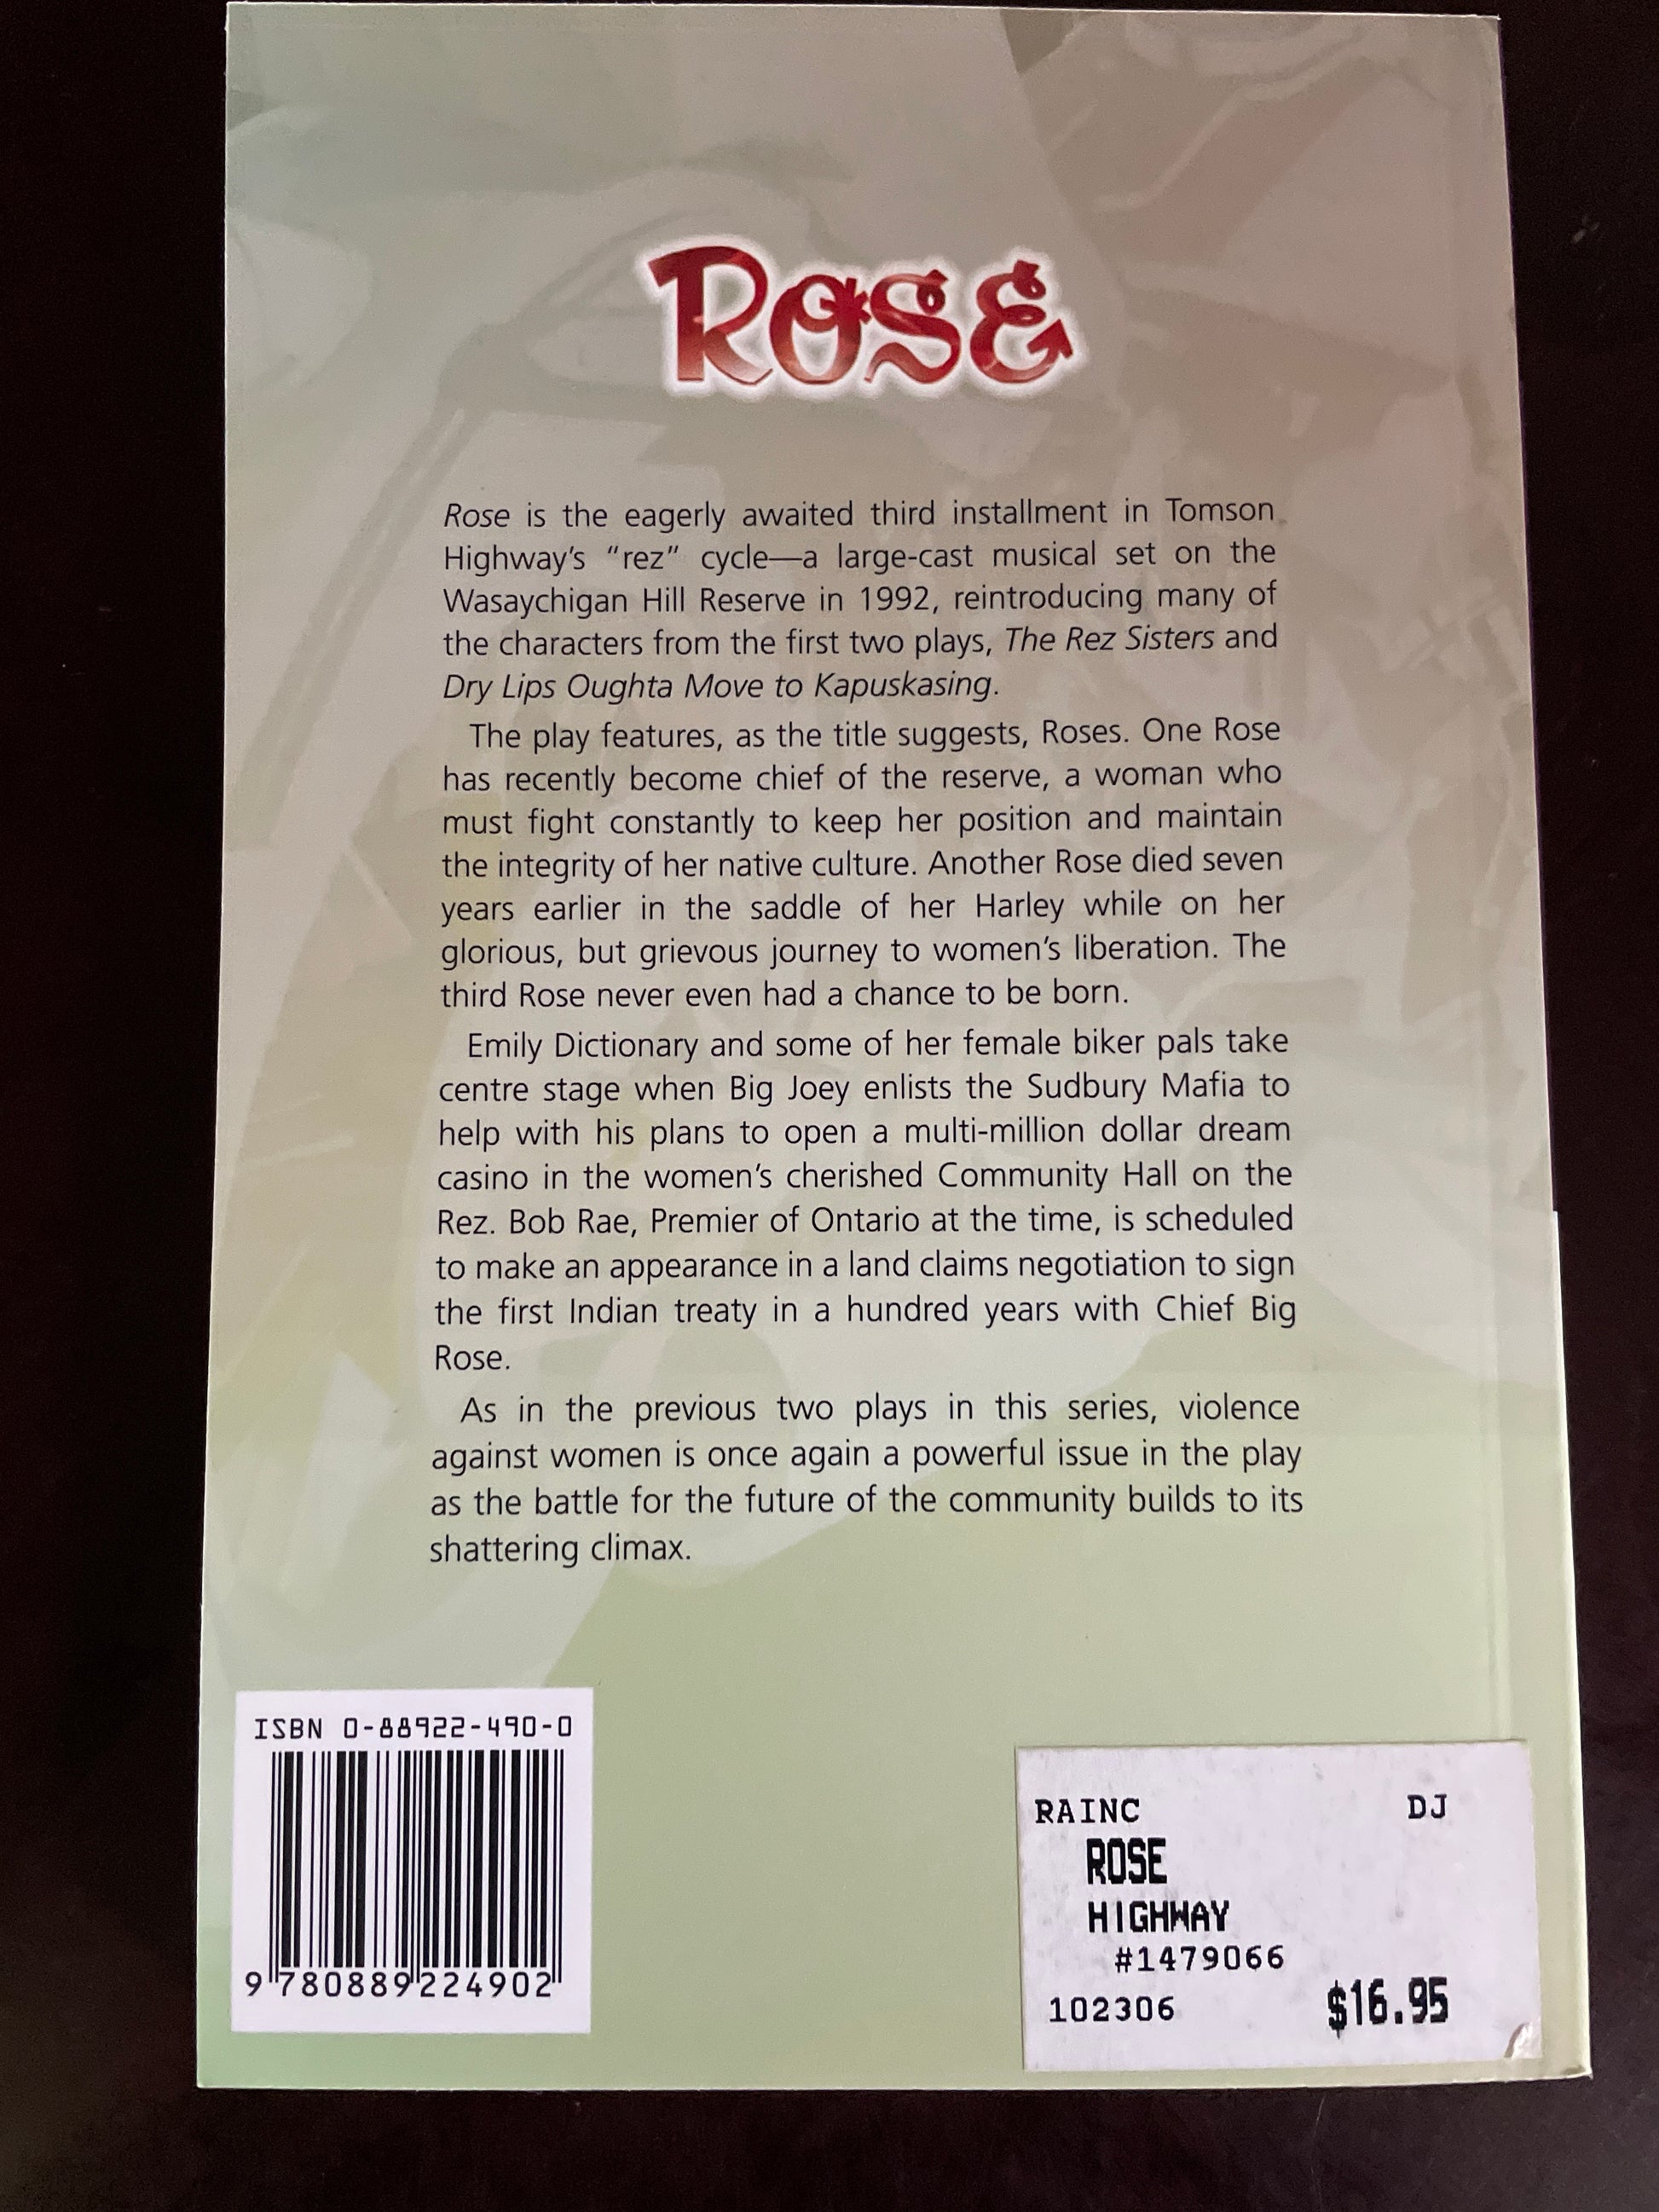 ROSE
Rose is the eagerly awaited third installment in Tomson
Highway's “rez” cycle—a large-cast musical set on the
Wasaychigan Hill Reserve in 1992, reintroducing many of
the characters from the first two plays, The Rez Sisters and
Dry Lips Oughta Move to Kapuskasing.
The play features, as the title suggests, Roses. One Rose
has recently become chief of the reserve, a woman who
must fight constantly to keep her position and maintain
the integrity of her native culture. Another Rose died seven
years earlier in the saddle of her Harley while on her
glorious, but grievous journey to women's liberation. The
third Rose never even had a chance to be born.
Emily Dictionary and some of her female biker pals take
centre stage when Big Joey enlists the Sudbury Mafia to
help with his plans to open a multi-million dollar dream
casino in the women's cherished Community Hall on the
Rez. Bob Rae, Premier of Ontario at the time, is scheduled
to make an appearance in a land claims negotiation to sign
the first Indian treaty in a hundred years with Chief Big
Rose.
As in the previous two plays in this series, violence
against women is once again a powerful issue in the play
as the battle for the future of the community builds to its
shattering climax.
ISBN 0-88922-490-0
9 780889 224902
RAINC DJ
ROSE
HIGHWAY
#1479066
102306 $16.95